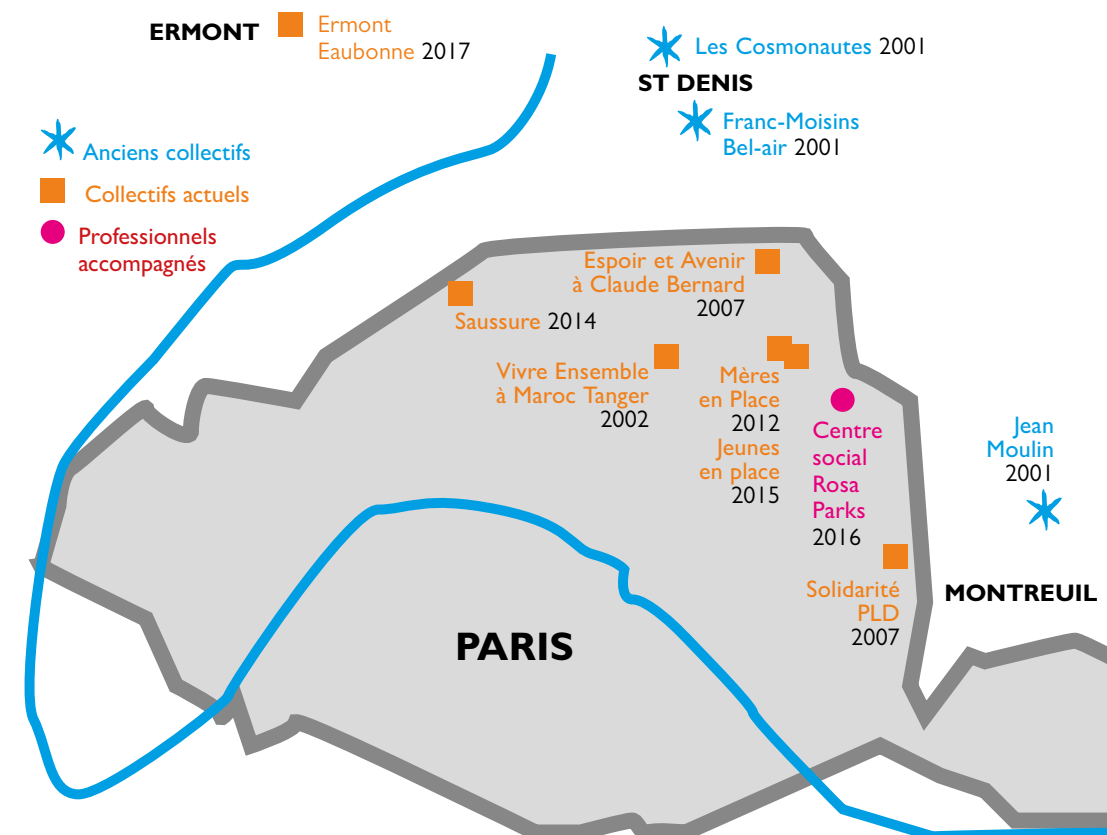 ERMONT
Ermont
Eaubonne 2017
Les Cosmonautes 2001
ST DENIS
Franc-Moisins
Bel-air 2001
Anciens collectifs
Collectifs actuels
Professionnels
accompagnés
Espoir et Avenir
à Claude Bernard
2007
Saussure 2014
Vivre Ensemble
à Maroc Tanger
2002
Mères
en Place
2012
Jeunes
en place
2015
Centre
social
Rosa
Parks
2016
Jean
Moulin
2001
Solidarité
PLD
2007
MONTREUIL
PARIS